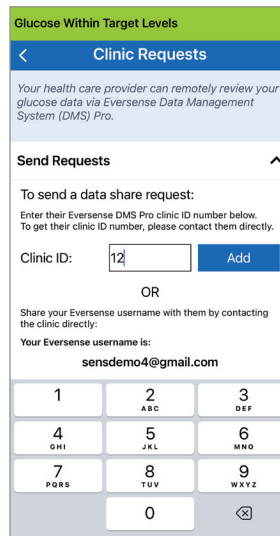 Glucose Within Target Levels
Clinic Requests
Your health care provider can remotely review your
glucose data via Eversense Data Management
System (DMS) Pro.
Send Requests
To send a data share request:
Enter their Eversense DMS Pro clinic ID number below.
To get their clinic ID number, please contact them directly.
Clinic ID: 12 Add
OR
Share your Eversense username with them by contacting
the clinic directly:
Your Eversense username is:
sensdemo4@gmail.com
1 2 3
ABC DEF
4 5 6
GHI JKL MNO
7 8 9
PQRS TUV WXYZ
0